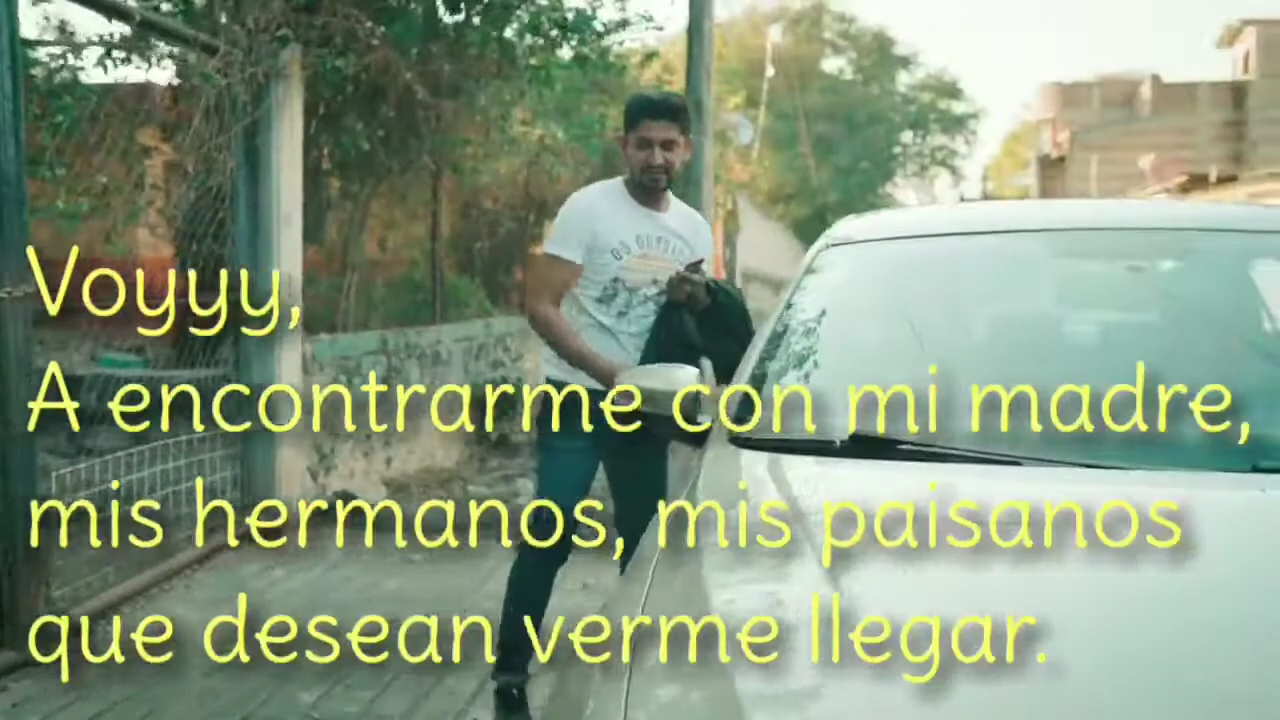 Voyyy,
A encontrarme con mi madre,
mis hermanos, mis paisanos
que desean verme llegar.